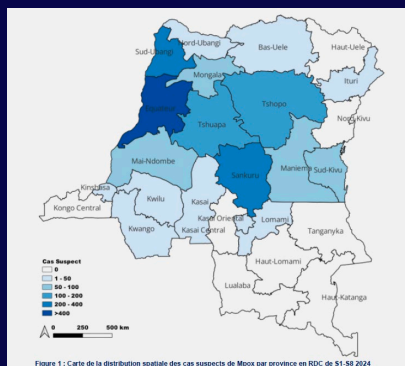 Nord-Ubangi
Sud-Ubangi
Bas-Uele
Haut-Uele
Mongala
Ituri
Tshopo
Nord-Kivu
Tshuapa
Mai-Ndombe
Sankuru
Maniema
Sud-Kivu
Kinshasa
Kongo Central
Kwilu
Kasai
Kasai Oriental
Lomami
Kwango
Kasai Central
Tanganyka
Haut-Lomami
Lualaba
Haut-Katanga
Cas Suspect
0
1 - 50
50 - 100
100 - 200
200 - 400
>400
0 250 500 km
Figure 1 : Carte de la distribution spatiale des cas suspects de Mpox par province en RDC de S1-S8 2024